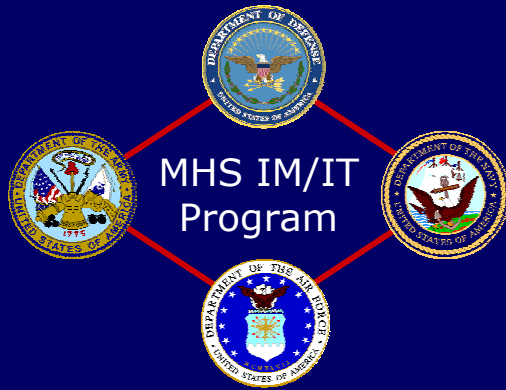 DEPARTMENT OF DEFENSE
UNITED STATES OF AMERICA
DEPARTMENT OF THE ARMY
1775
UNITED STATES OF AMERICA
MHS IM/IT
Program
DEPARTMENT OF THE NAVY
UNITED STATES OF AMERICA
DEPARTMENT OF THE AIR FORCE
UNITED STATES OF AMERICA